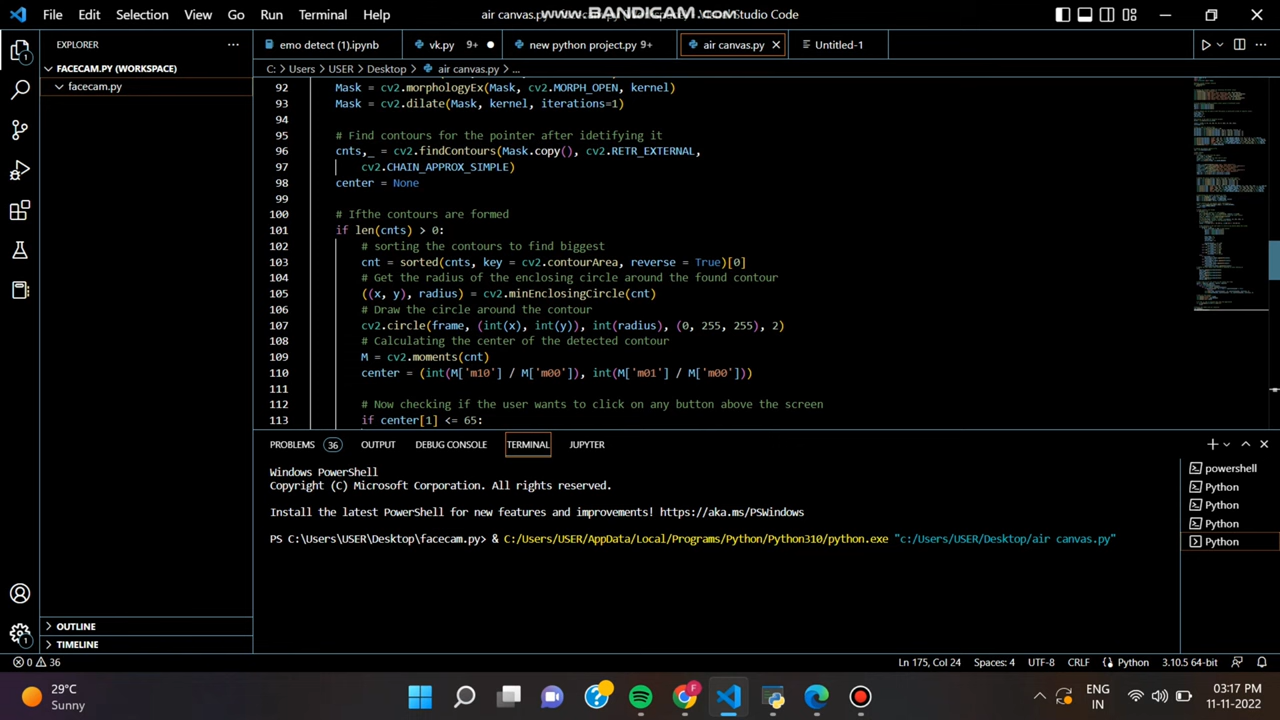 File Edit Selection View Go Run Terminal Help
air canvas.py
www.BANDICAM.com
Visual Studio Code
EXPLORER
emo detect (1).ipynb
vk.py 9+
new python project.py 9+
air canvas.py
Untitled-1
FACECAM.PY (WORKSPACE)
C: > Users > USER > Desktop > air canvas.py > ...
facecam.py
92 Mask = cv2.morphologyEx(Mask, cv2.MORPH_OPEN, kernel)
93 Mask = cv2.dilate(Mask, kernel, iterations=1)
94
95 # Find contours for the pointer after idetifying it
96 cnts,_ = cv2.findContours(Mask.copy(), cv2.RETR_EXTERNAL,
97 cv2.CHAIN_APPROX_SIMPLE)
98 center = None
99
100 # Ifthe contours are formed
101 if len(cnts) > 0:
102 # sorting the contours to find biggest
103 cnt = sorted(cnts, key = cv2.contourArea, reverse = True)[0]
104 # Get the radius of the enclosing circle around the found contour
105 ((x, y), radius) = cv2.minEnclosingCircle(cnt)
106 # Draw the circle around the contour
107 cv2.circle(frame, (int(x), int(y)), int(radius), (0, 255, 255), 2)
108 # Calculating the center of the detected contour
109 M = cv2.moments(cnt)
110 center = (int(M['m10'] / M['m00']), int(M['m01'] / M['m00']))
111
112 # Now checking if the user wants to click on any button above the screen
113 if center[1] <= 65:
PROBLEMS 36 OUTPUT DEBUG CONSOLE TERMINAL JUPYTER
Windows PowerShell
Copyright (C) Microsoft Corporation. All rights reserved.
Install the latest PowerShell for new features and improvements! https://aka.ms/PSWindows
PS C:\Users\USER\Desktop\facecam.py> & C:/Users/USER/AppData/Local/Programs/Python/Python310/python.exe "c:/Users/USER/Desktop/air canvas.py"
powershell
Python
Python
Python
Python
OUTLINE
TIMELINE
0 36
Ln 175, Col 24 Spaces: 4 UTF-8 CRLF Python 3.10.5 64-bit
29°C
Sunny
ENG
IN
03:17 PM
11-11-2022